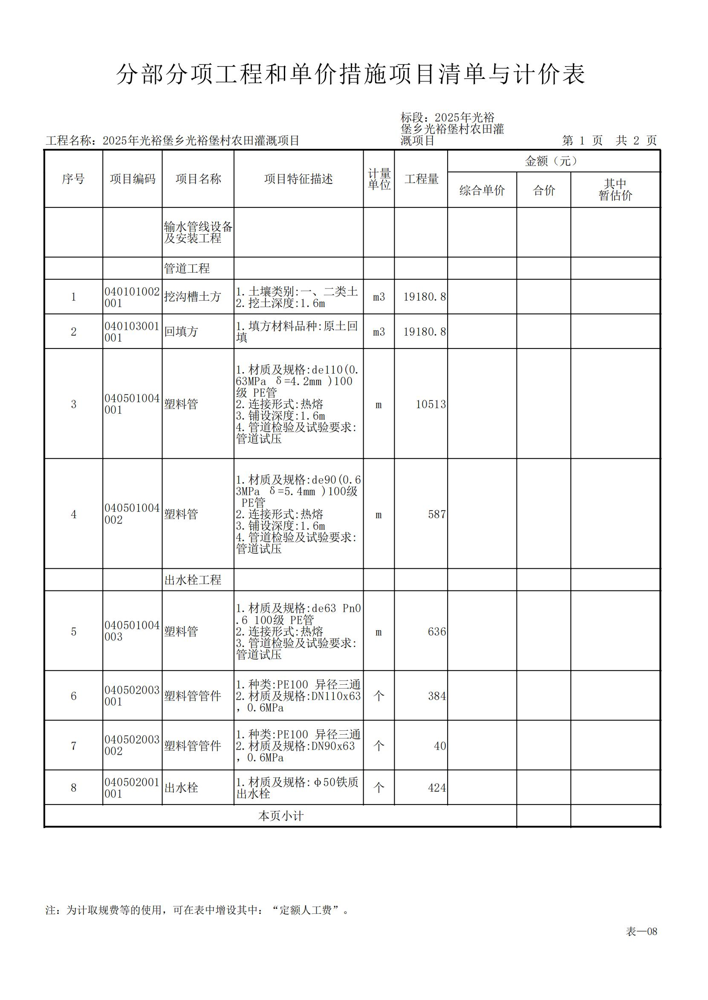 分部分项工程和单价措施项目清单与计价表
标段：2025年光裕
堡乡光裕堡村农田灌
工程名称：2025年光裕堡乡光裕堡村农田灌溉项目 溉项目 第 1 页 共 2 页
序号 项目编码 项目名称 项目特征描述 计量单位 工程量 金额（元）
综合单价 合价 其中
暂估价
输水管线设备
及安装工程
管道工程
1 040101002001 挖沟槽土方 1.土壤类别:一、二类土
2.挖土深度:1.6m
m3 19180.8
2 040103001001 回填方 1.填方材料品种:原土回
填
m3 19180.8
3 040501004001 塑料管 1.材质及规格:de110(0.
63MPa δ=4.2mm )100
级 PE管
2.连接形式:热熔
3.铺设深度:1.6m
4.管道检验及试验要求:
管道试压
m 10513
4 040501004002 塑料管 1.材质及规格:de90(0.6
3MPa δ=5.4mm )100级
PE管
2.连接形式:热熔
3.铺设深度:1.6m
4.管道检验及试验要求:
管道试压
m 587
出水栓工程
5 040501004003 塑料管 1.材质及规格:de63 Pn0
.6 100级 PE管
2.连接形式:热熔
3.管道检验及试验要求:
管道试压
m 636
6 040502003001 塑料管管件 1.种类:PE100 异径三通
2.材质及规格:DN110x63
，0.6MPa
个 384
7 040502003002 塑料管管件 1.种类:PE100 异径三通
2.材质及规格:DN90x63
，0.6MPa
个 40
8 040502001001 出水栓 1.材质及规格:φ50铁质
出水栓
个 424
本页小计
注：为计取规费等的使用，可在表中增设其中：“定额人工费”。
表—08